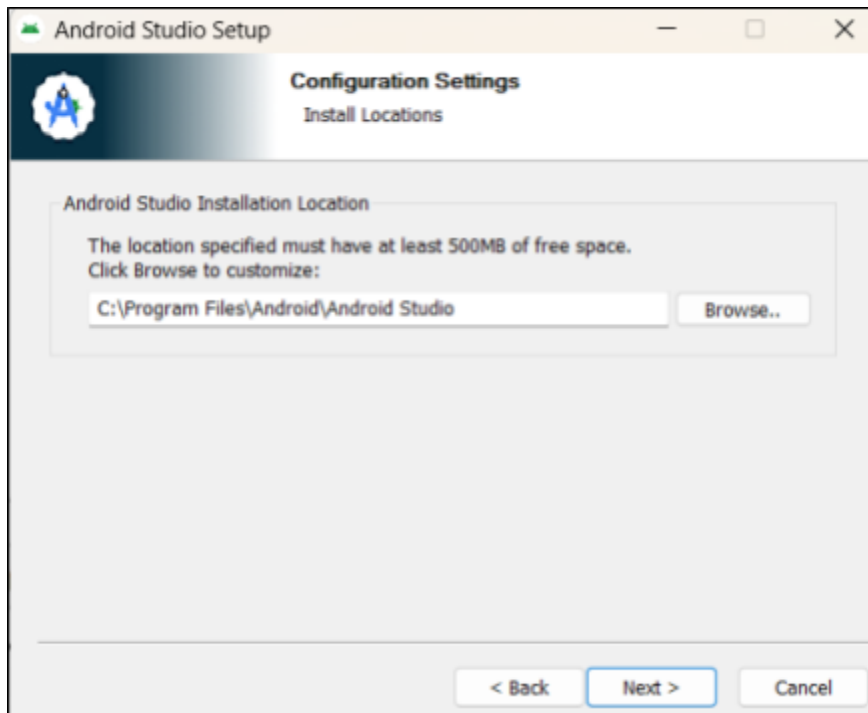 Android Studio Setup
Configuration Settings
Install Locations
Android Studio Installation Location
The location specified must have at least 500MB of free space.
Click Browse to customize:
C:\Program Files\Android\Android Studio
Browse..
< Back
Next >
Cancel